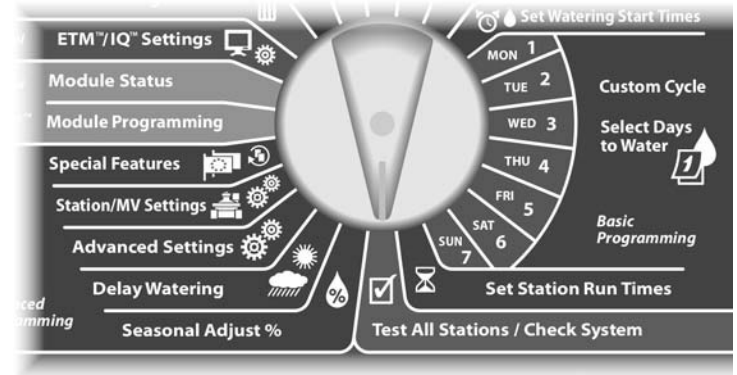 Set Watering Start Times
ETM™/IQ™ Settings
Module Status
Module Programming
Special Features
Station/MV Settings
Advanced Settings
Delay Watering
Seasonal Adjust %
MON 1
TUE 2
WED 3
THU 4
FRI 5
SAT 6
SUN 7
Custom Cycle
Select Days
to Water
1
Basic
Programming
%
Set Station Run Times
Test All Stations / Check System